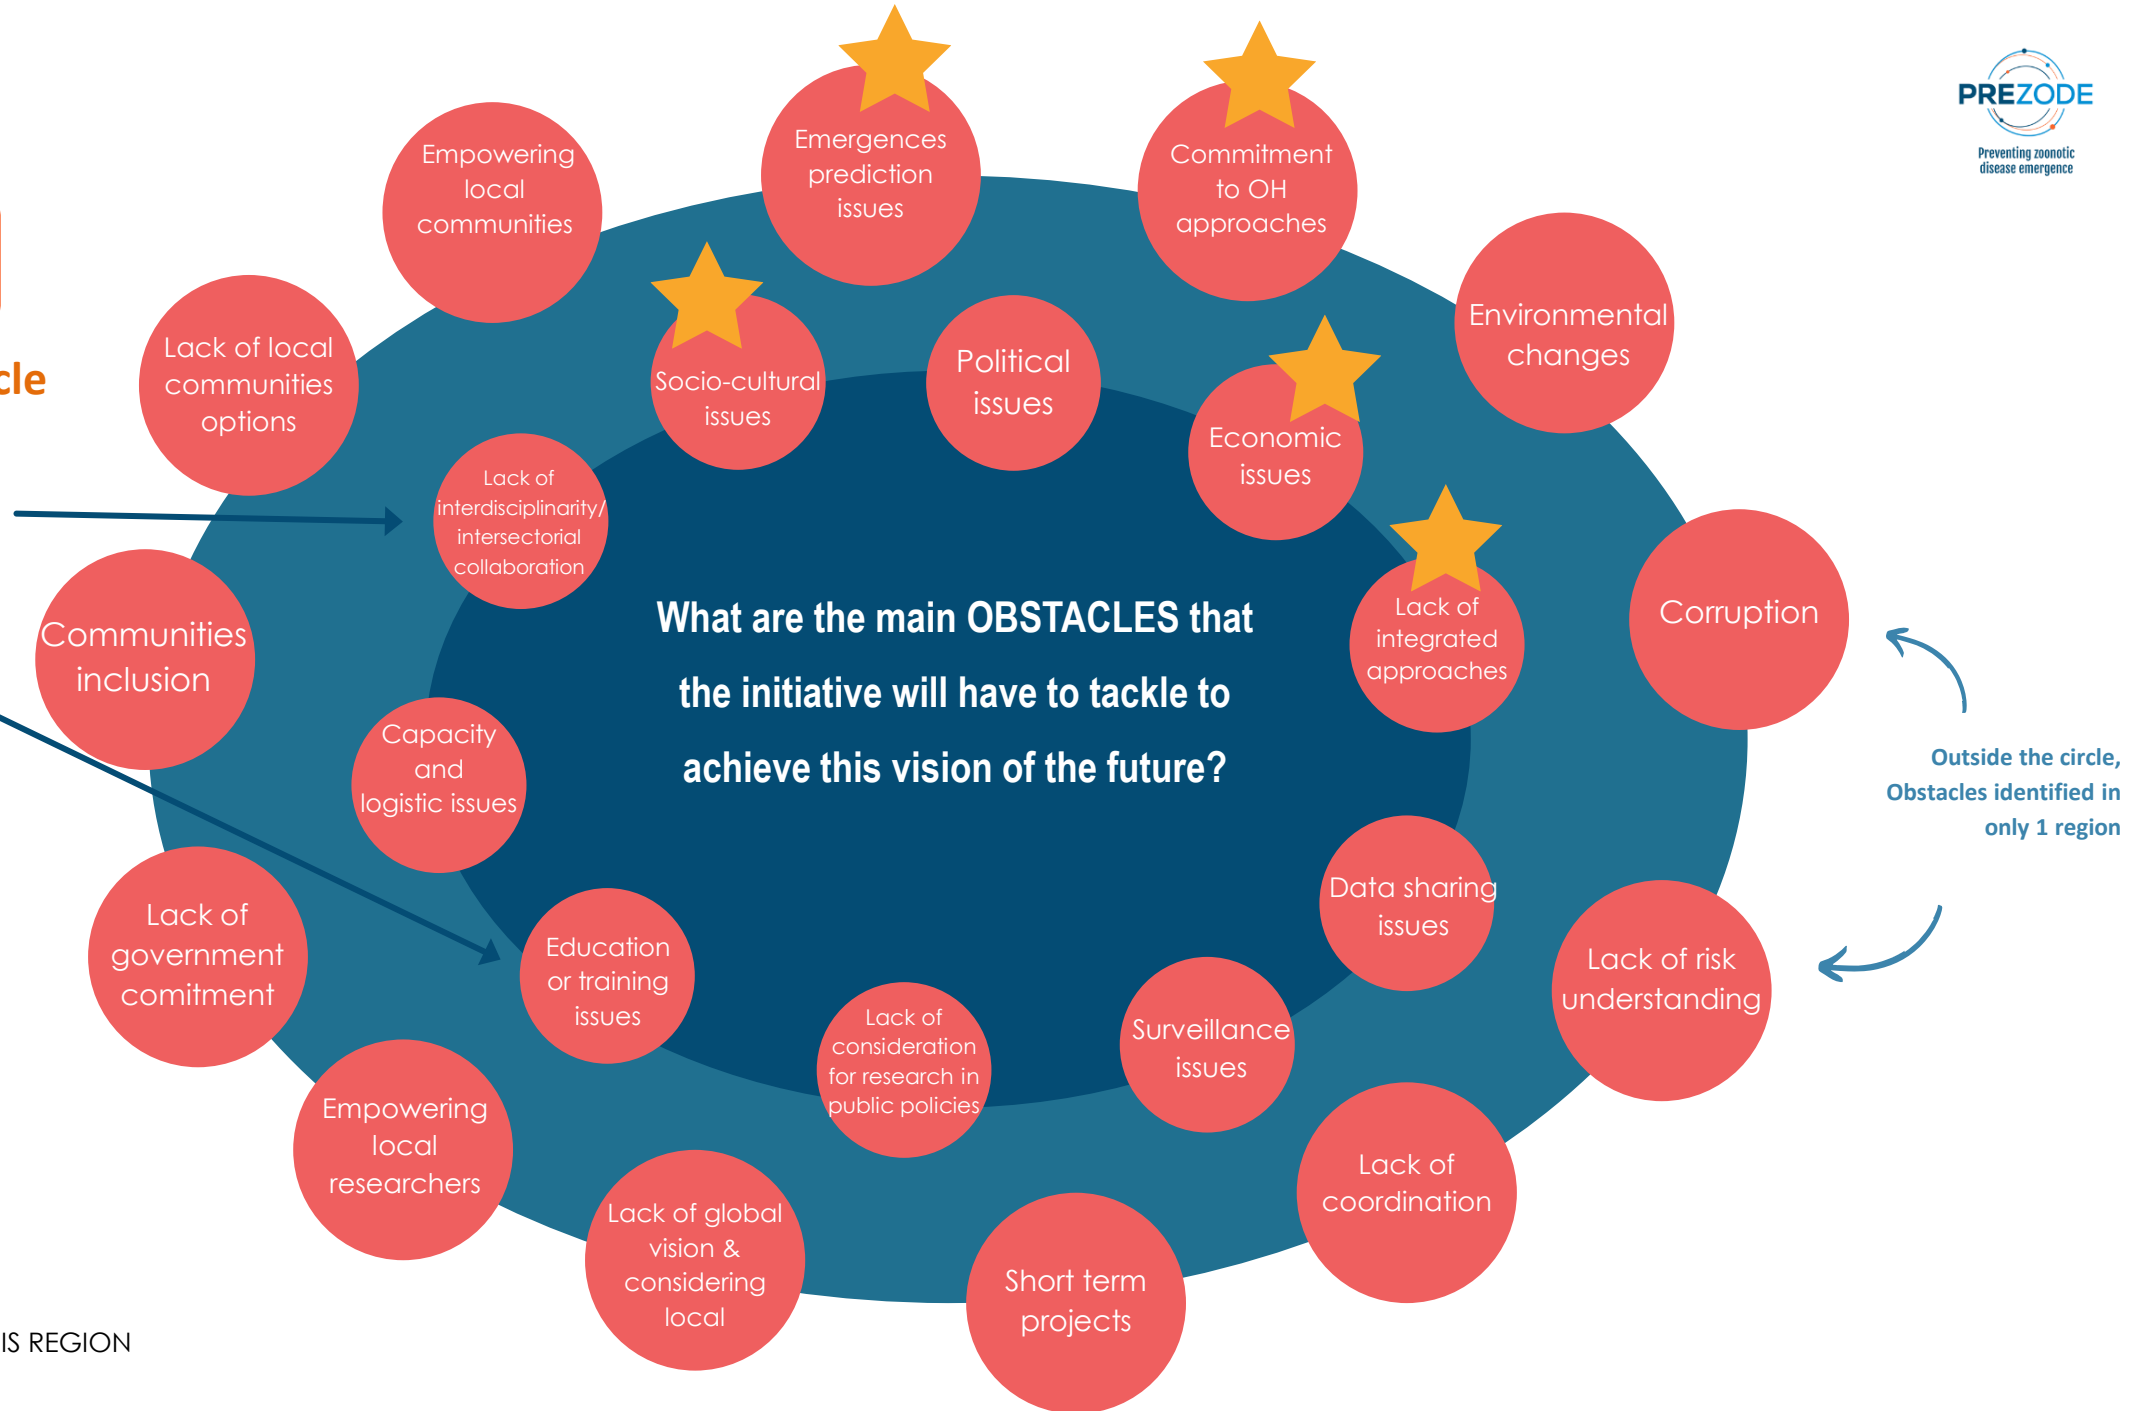 PREZODE
Preventing zoonotic
disease emergence
Emergences
prediction
issues
Commitment
to OH
approaches
Empowering
local
communities
Environmental
changes
Lack of local
communities
options
cle
Socio-cultural
issues
Political
issues
Economic
issues
Lack of
interdisciplinarity/
intersectorial
collaboration
Lack of
integrated
approaches
Corruption
Communities
inclusion
What are the main OBSTACLES that
the initiative will have to tackle to
achieve this vision of the future?
Capacity
and
logistic issues
Outside the circle,
Obstacles identified in
only 1 region
Data sharing
issues
Lack of
government
comitment
Education
or training
issues
Lack of risk
understanding
Lack of
consideration
for research in
public policies
Surveillance
issues
Empowering
local
researchers
Lack of
coordination
Lack of global
vision &
considering
local
Short term
projects
IS REGION